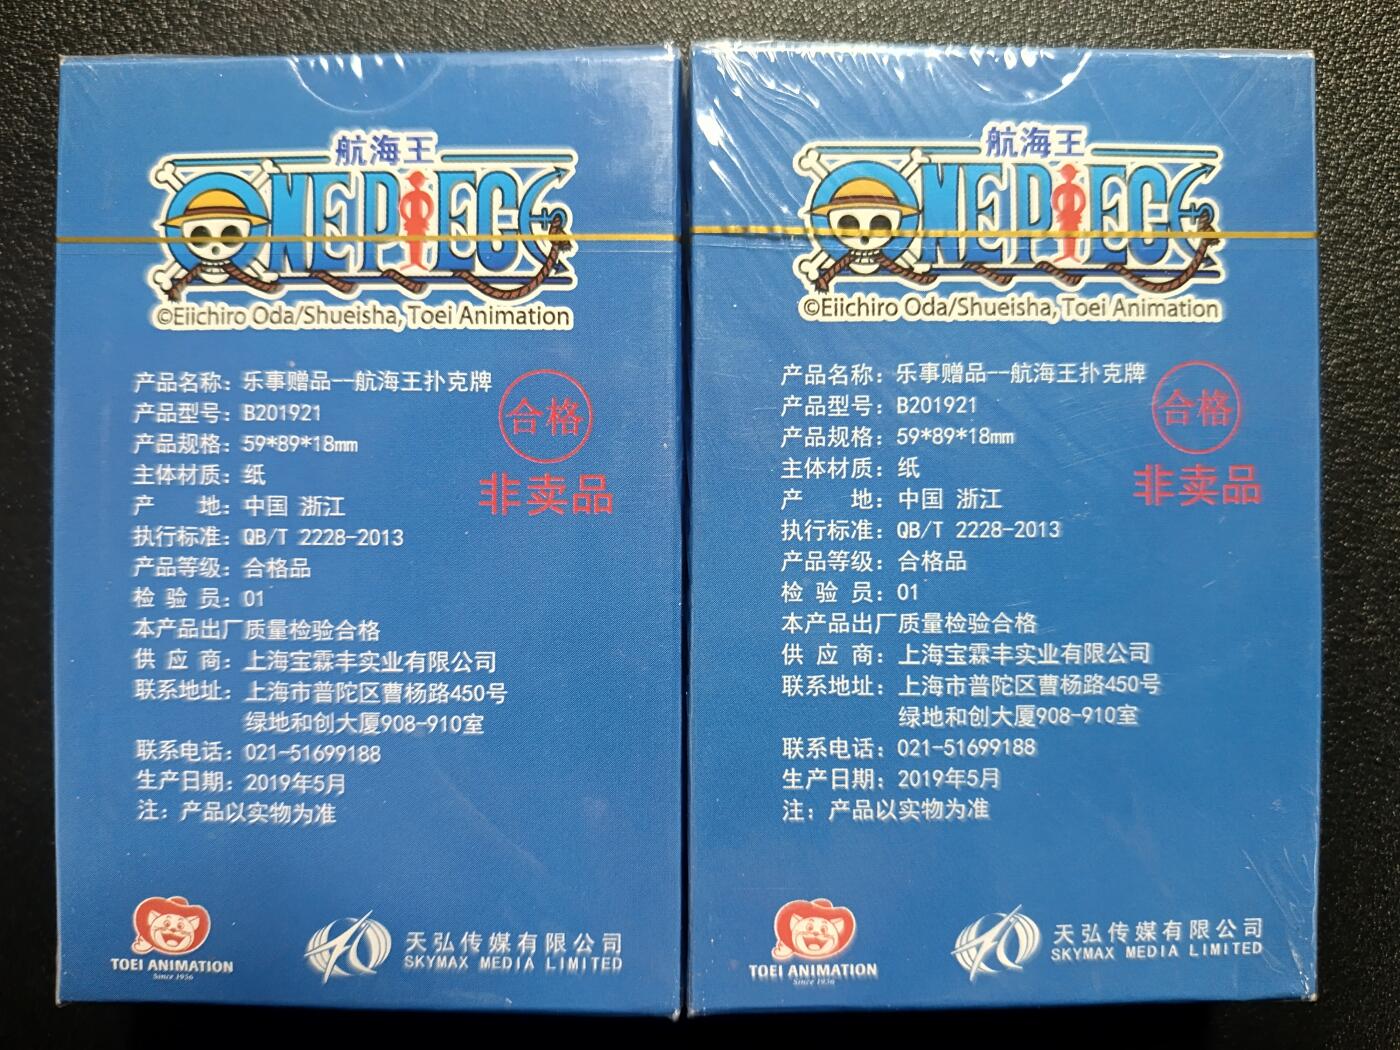 航海王
ONE PIECE
©Eiichiro Oda/Shueisha, Toei Animation
产品名称：乐事赠品--航海王扑克牌
产品型号：B201921
产品规格：59*89*18mm
主体材质：纸
产 地：中国 浙江
执行标准：QB/T 2228-2013
产品等级：合格品
检 验 员：01
本产品出厂质量检验合格
供 应 商：上海宝霖丰实业有限公司
联系地址：上海市普陀区曹杨路450号
绿地和创大厦908-910室
联系电话：021-51699188
生产日期：2019年5月
注：产品以实物为准
合格
非卖品
TOEI ANIMATION
Since 1956
天弘传媒有限公司
SKYMAX MEDIA LIMITED
航海王
ONE PIECE
©Eiichiro Oda/Shueisha, Toei Animation
产品名称：乐事赠品--航海王扑克牌
产品型号：B201921
产品规格：59*89*18mm
主体材质：纸
产 地：中国 浙江
执行标准：QB/T 2228-2013
产品等级：合格品
检 验 员：01
本产品出厂质量检验合格
供 应 商：上海宝霖丰实业有限公司
联系地址：上海市普陀区曹杨路450号
绿地和创大厦908-910室
联系电话：021-51699188
生产日期：2019年5月
注：产品以实物为准
合格
非卖品
TOEI ANIMATION
Since 1956
天弘传媒有限公司
SKYMAX MEDIA LIMITED